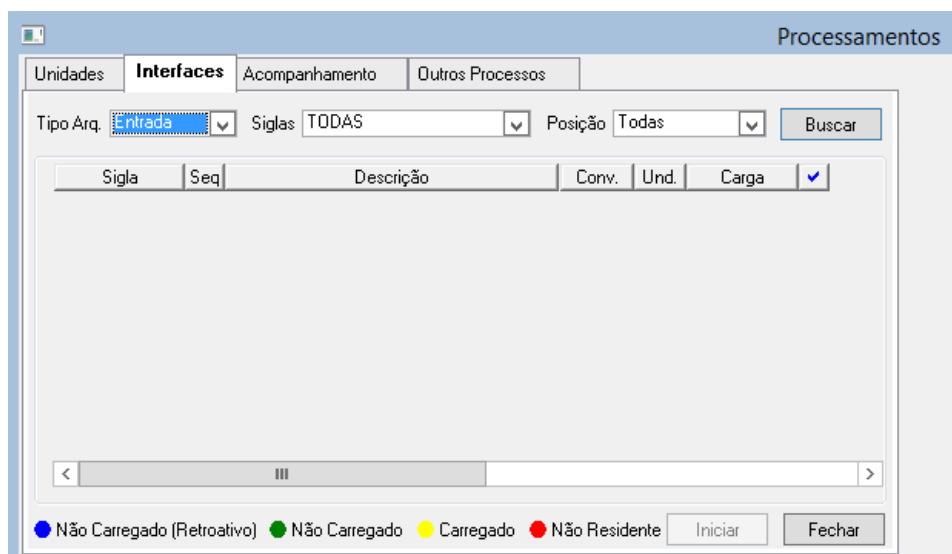 Processamentos
Unidades Interfaces Acompanhamento Outros Processos
Tipo Arq. Entrada Siglas TODAS Posição Todas Buscar
Sigla Seq Descrição Conv. Und. Carga
Não Carregado (Retroativo) Não Carregado Carregado Não Residente Iniciar Fechar